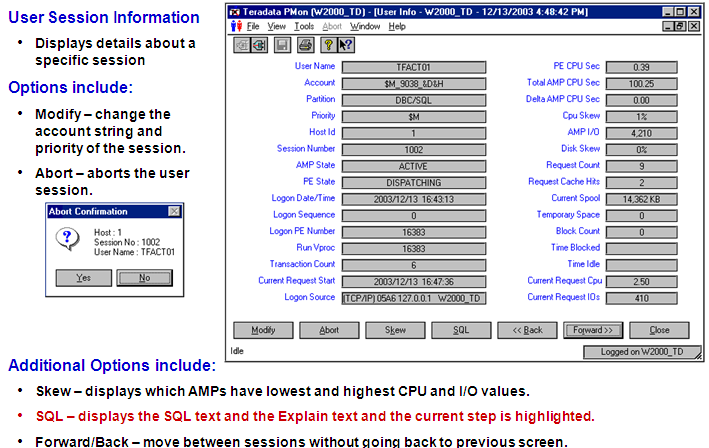 User Session Information
• Displays details about a
specific session
Options include:
• Modify – change the
account string and
priority of the session.
• Abort – aborts the user
session.
Abort Confirmation
Host : 1
Session No : 1002
User Name : TFACT01
Yes No
Teradata PMon [W2000_TD] - [User Info - W2000_TD - 12/13/2003 4:48:42 PM]
File View Tools Abort Window Help
User Name TFACT01 PE CPU Sec 0.39
Account $M_9038_&D&H Total AMP CPU Sec 100.25
Partition DBC/SQL Delta AMP CPU Sec 0.00
Priority $M Cpu Skew 1%
Host Id 1 AMP I/O 4,210
Session Number 1002 Disk Skew 0%
AMP State ACTIVE Request Count 9
PE State DISPATCHING Request Cache Hits 2
Logon Date/Time 2003/12/13 16:43:13 Current Spool 14,362 KB
Logon Sequence 0 Temporary Space 0
Logon PE Number 16383 Block Count 0
Run Vproc 16383 Time Blocked
Transaction Count 6 Time Idle
Current Request Start 2003/12/13 16:47:36 Current Request Cpu 2.50
Logon Source (TCP/IP) 05A6 127.0.0.1 W2000_TD Current Request IOs 410
Modify Abort Skew SQL << Back Forward >> Close
Idle Logged on W2000_TD
Additional Options include:
• Skew – displays which AMPs have lowest and highest CPU and I/O values.
• SQL – displays the SQL text and the Explain text and the current step is highlighted.
• Forward/Back – move between sessions without going back to previous screen.